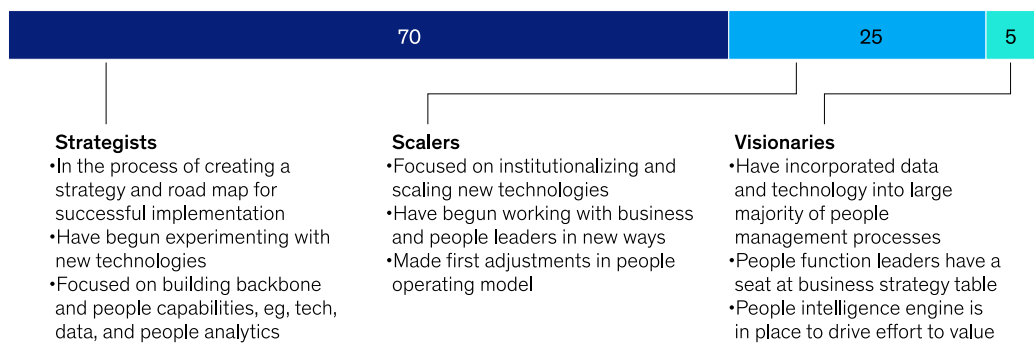 70
25
5
Strategists
•In the process of creating a
strategy and road map for
successful implementation
•Have begun experimenting with
new technologies
•Focused on building backbone
and people capabilities, eg, tech,
data, and people analytics
Scalers
•Focused on institutionalizing and
scaling new technologies
•Have begun working with business
and people leaders in new ways
•Made first adjustments in people
operating model
Visionaries
•Have incorporated data
and technology into large
majority of people
management processes
•People function leaders have a
seat at business strategy table
•People intelligence engine is
in place to drive effort to value